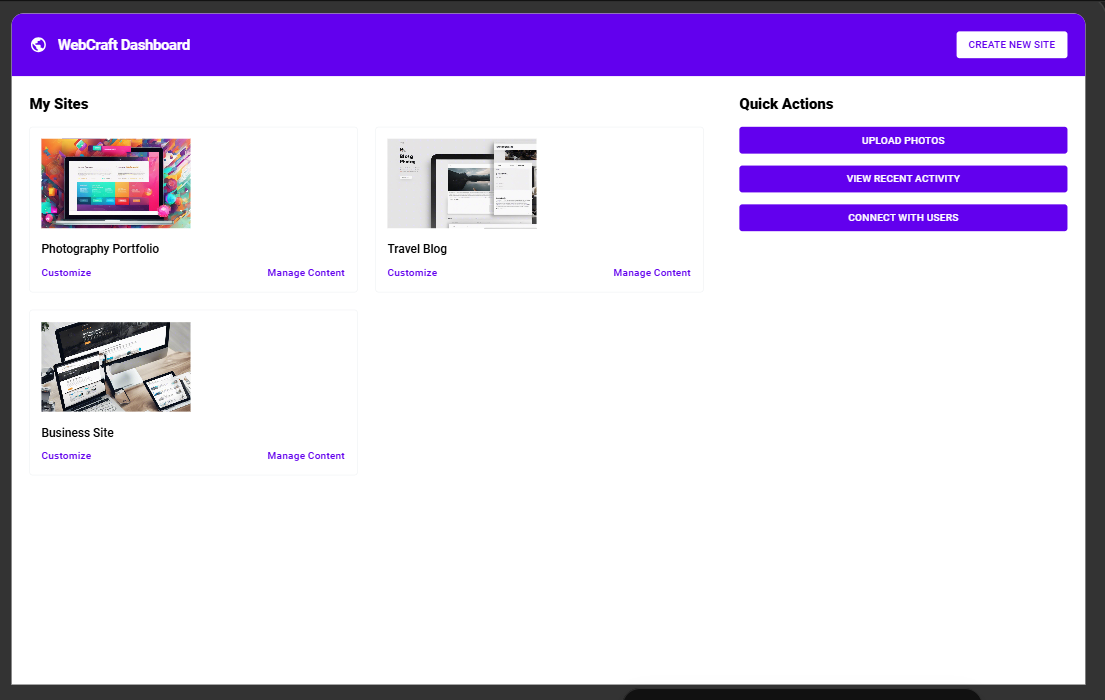 WebCraft Dashboard
CREATE NEW SITE
My Sites
Photography Portfolio
Customize
Manage Content
Travel Blog
Customize
Manage Content
Business Site
Customize
Manage Content
Quick Actions
UPLOAD PHOTOS
VIEW RECENT ACTIVITY
CONNECT WITH USERS